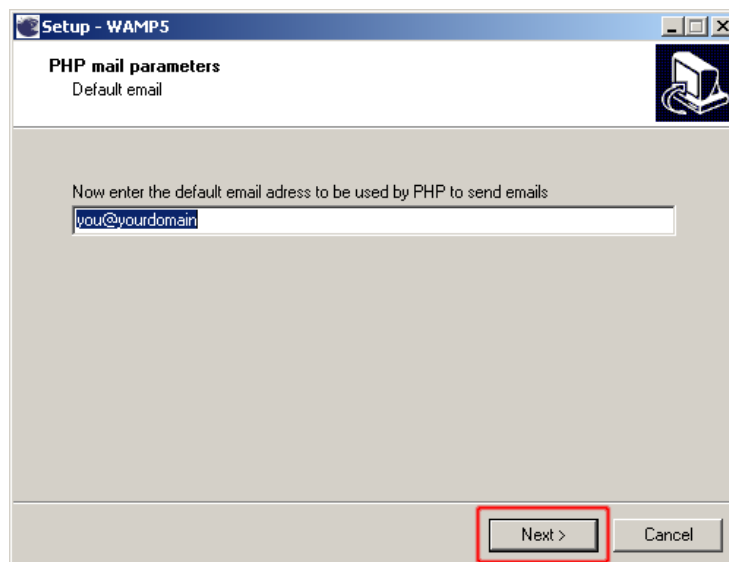 Setup - WAMP5
PHP mail parameters
Default email
Now enter the default email adress to be used by PHP to send emails
you@yourdomain
Next >
Cancel